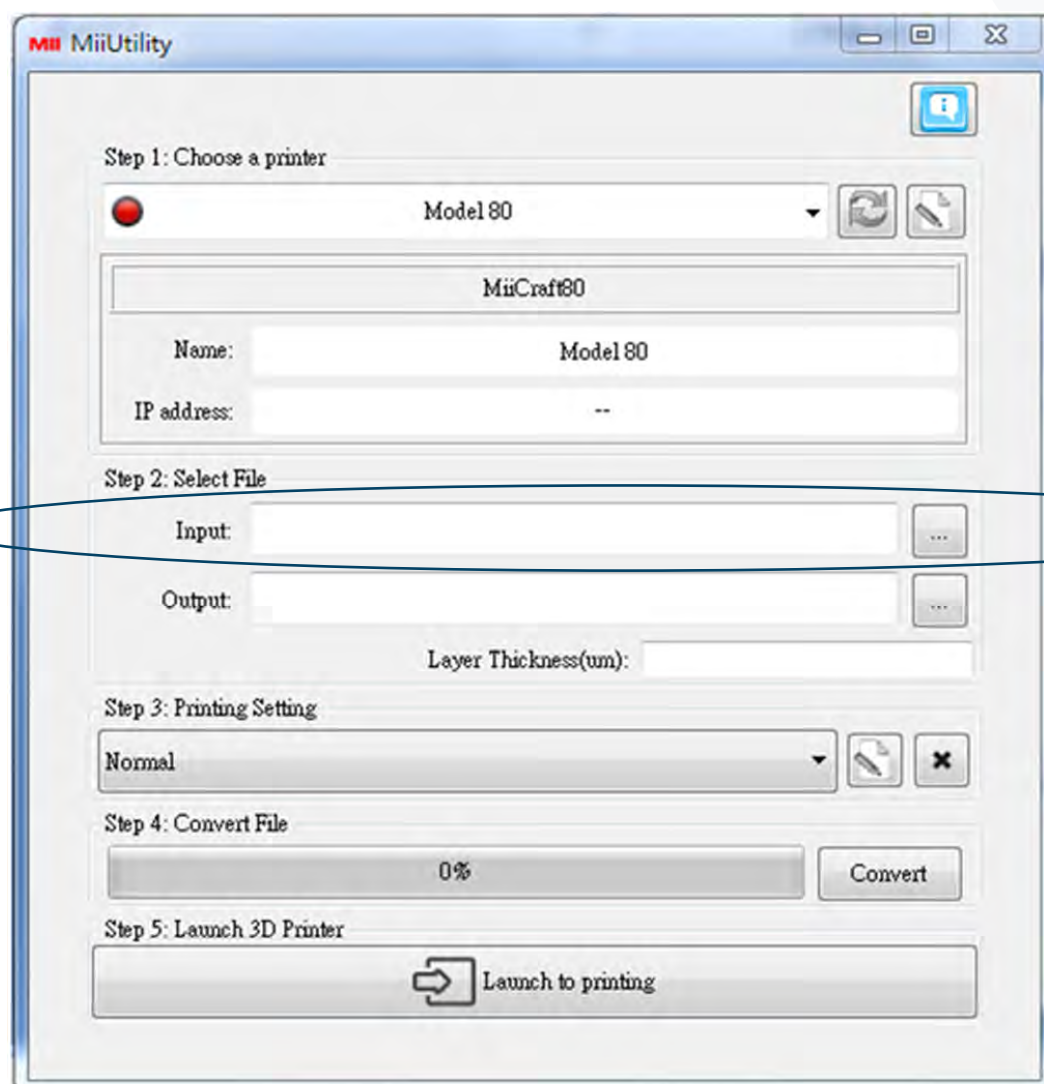 MII MiiUtility
Step 1: Choose a printer
Model 80
MiiCraft80
Name: Model 80
IP address: --
Step 2: Select File
Input: ...
Output: ...
Layer Thickness(um):
Step 3: Printing Setting
Normal
Step 4: Convert File
0% Convert
Step 5: Launch 3D Printer
Launch to printing